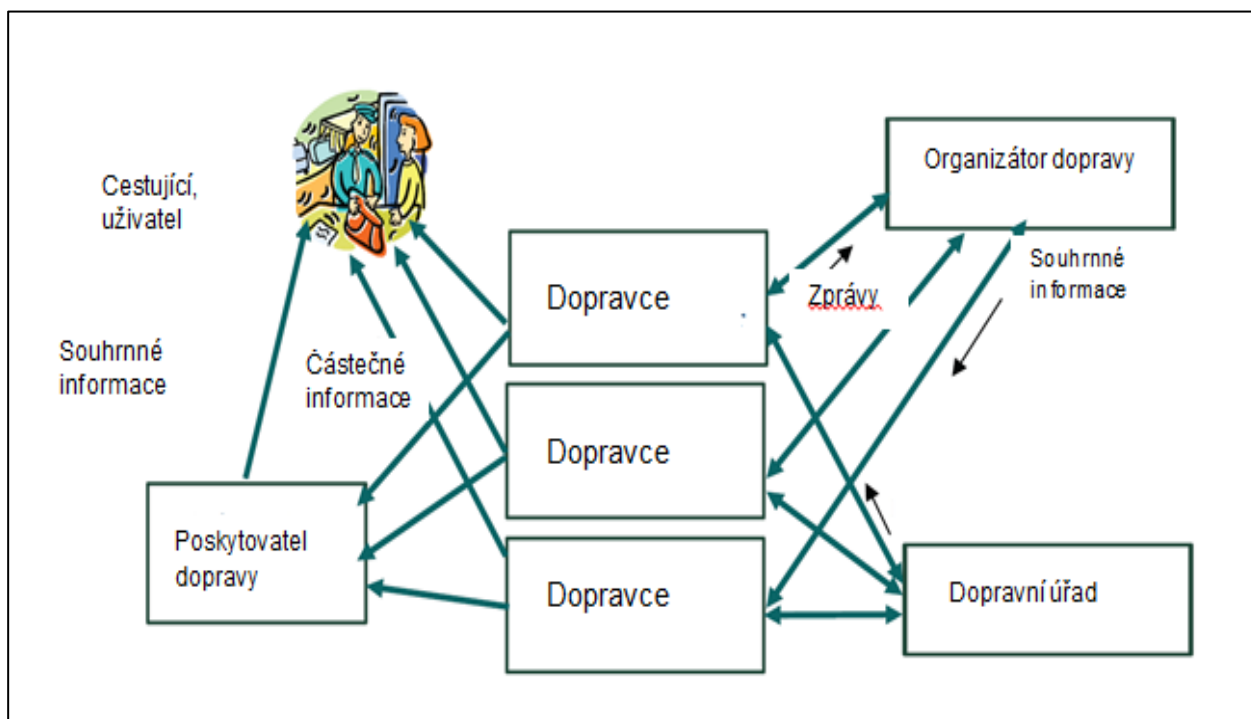 Cestující,
uživatel
Organizátor dopravy
Dopravce
Zprávy
Souhrnné
informace
Souhrnné
informace
Částečné
informace
Dopravce
Poskytovatel
dopravy
Dopravce
Dopravní úřad